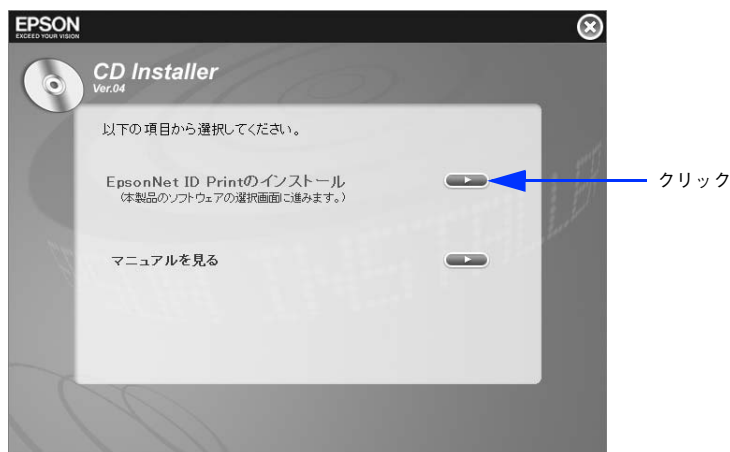 EPSON
EXCEED YOUR VISION
CD Installer
Ver.04
以下の項目から選択してください。
EpsonNet ID Printのインストール
(本製品のソフトウェアの選択画面に進みます。)
クリック
マニュアルを見る